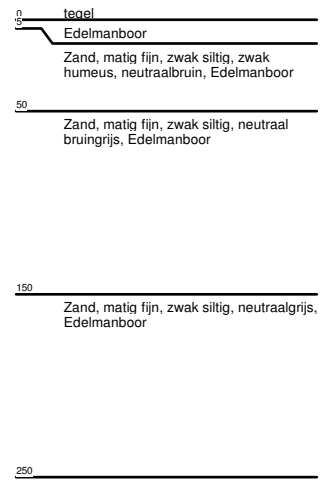 0 tegel
5
Edelmanboor
Zand, matig fijn, zwak siltig, zwak
humeus, neutraalbruin, Edelmanboor
50
Zand, matig fijn, zwak siltig, neutraal
bruingrijs, Edelmanboor
150
Zand, matig fijn, zwak siltig, neutraalgrijs,
Edelmanboor
250